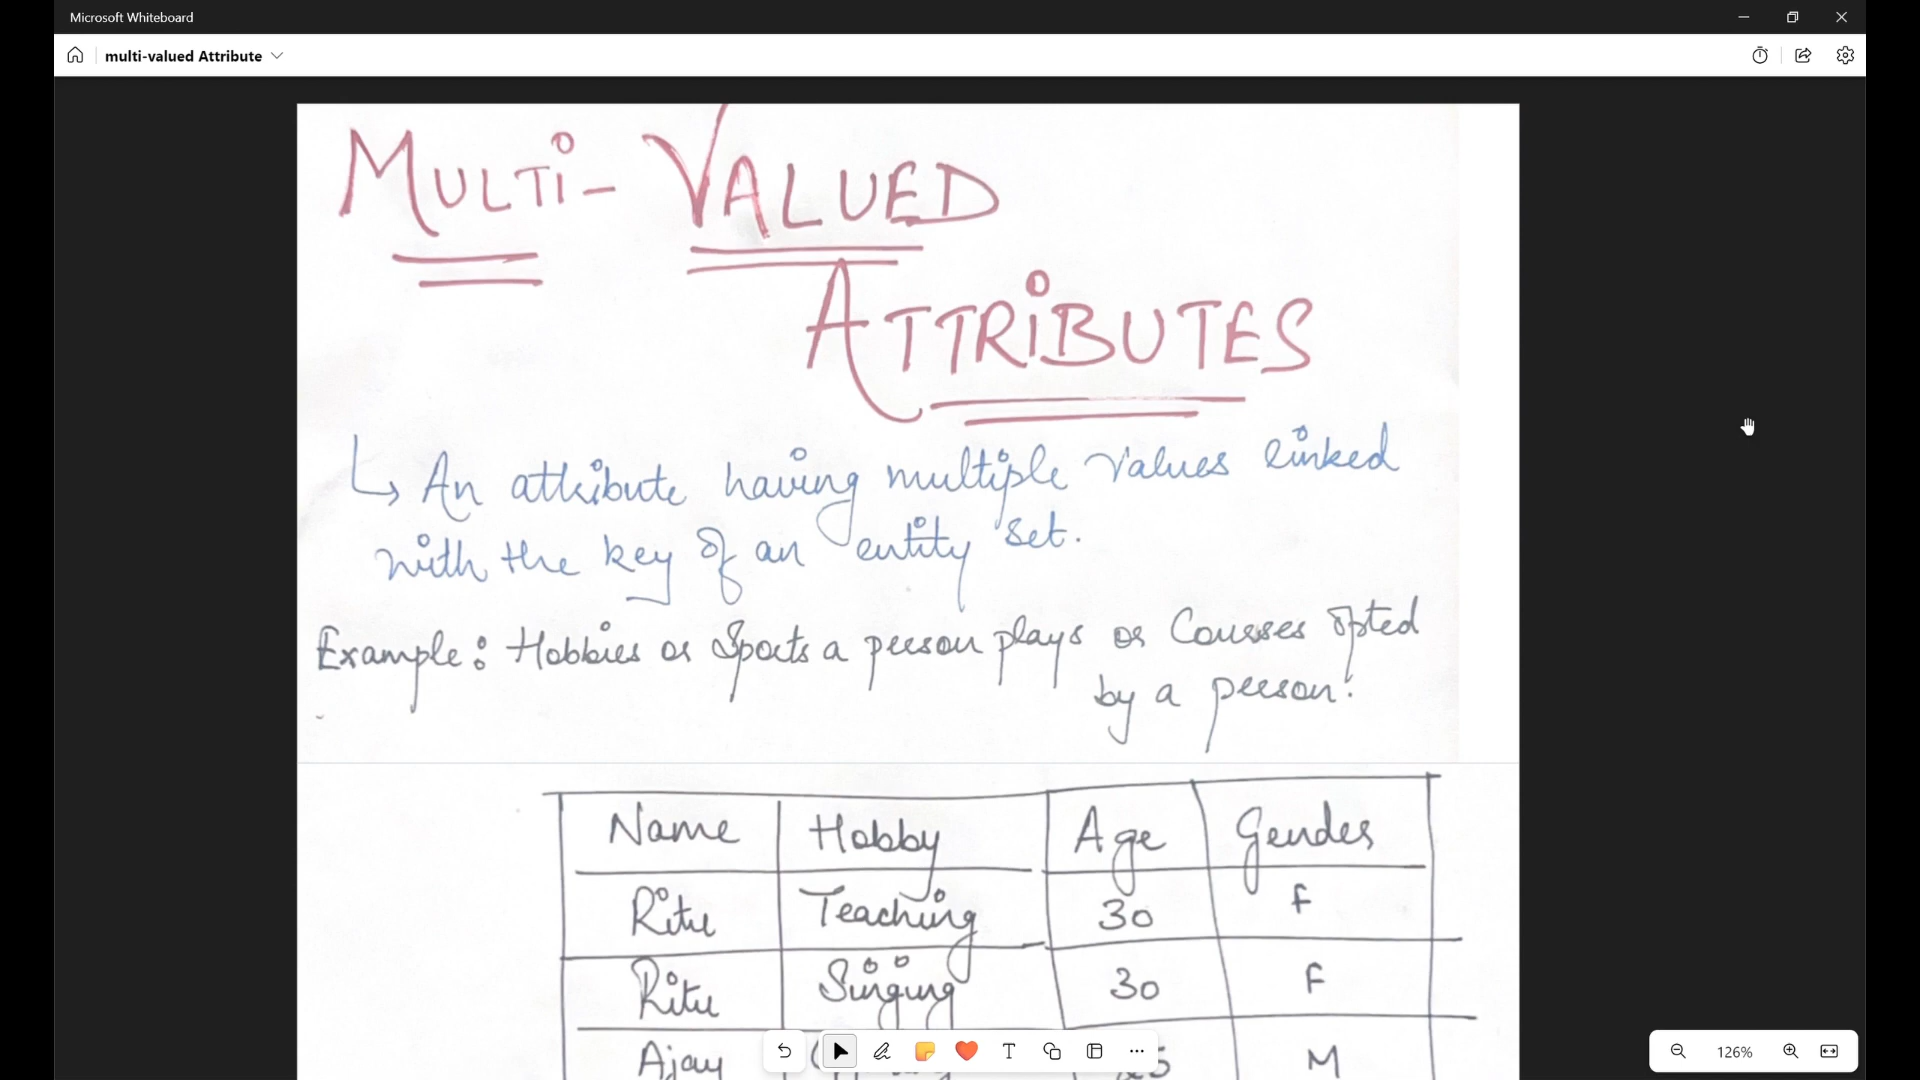 Microsoft Whiteboard
multi-valued Attribute
MULTI- VALUED
ATTRIBUTES
An attribute having multiple values linked
with the key of an entity set.
Example: Hobbies or Sports a person plays or Courses opted
by a person.
Name Hobby Age Gender
Ritu Teaching 30 F
Ritu Singing 30 F
Ajay M
126%